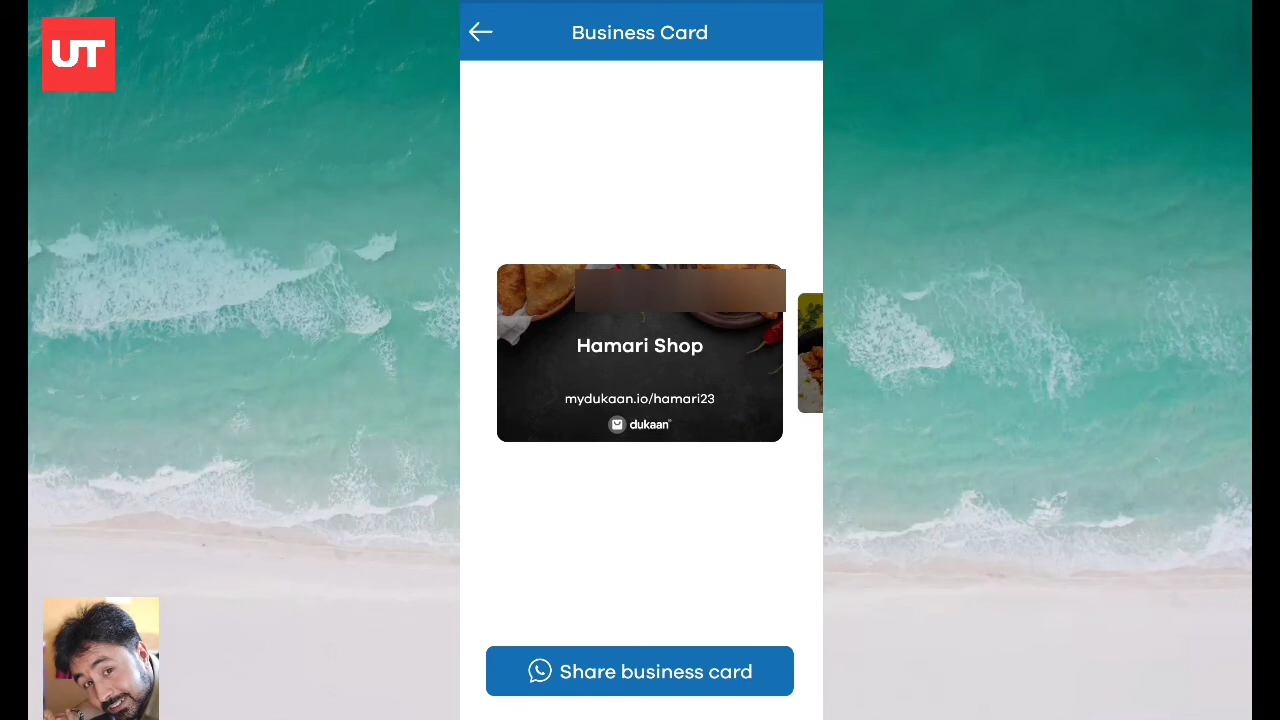 UT
Business Card
Hamari Shop
mydukaan.io/hamari23
dukaan
Share business card